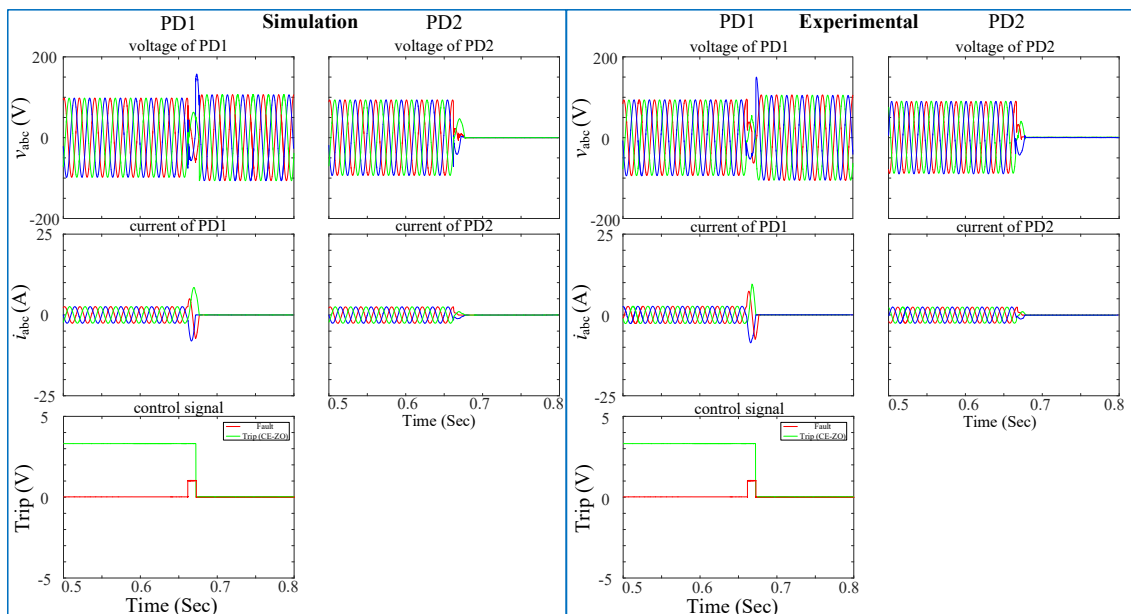 PD1 Simulation PD2
voltage of PD1
voltage of PD2
200
0
-200
vabc (V)
current of PD1
current of PD2
25
0
-25
iabc (A)
0.5 0.6 0.7 0.8
Time (Sec)
control signal
Fault
Trip (CE-ZO)
5
0
-5
Trip (V)
0.5 0.6 0.7 0.8
Time (Sec)
PD1 Experimental PD2
voltage of PD1
voltage of PD2
200
0
-200
vabc (V)
current of PD1
current of PD2
25
0
-25
iabc (A)
0.5 0.6 0.7 0.8
Time (Sec)
control signal
Fault
Trip (CE-ZO)
5
0
-5
Trip (V)
0.5 0.6 0.7 0.8
Time (Sec)